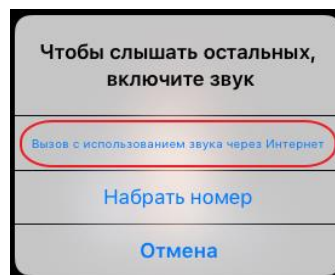 Чтобы слышать остальных,
включите звук
Вызов с использованием звука через Интернет
Набрать номер
Отмена